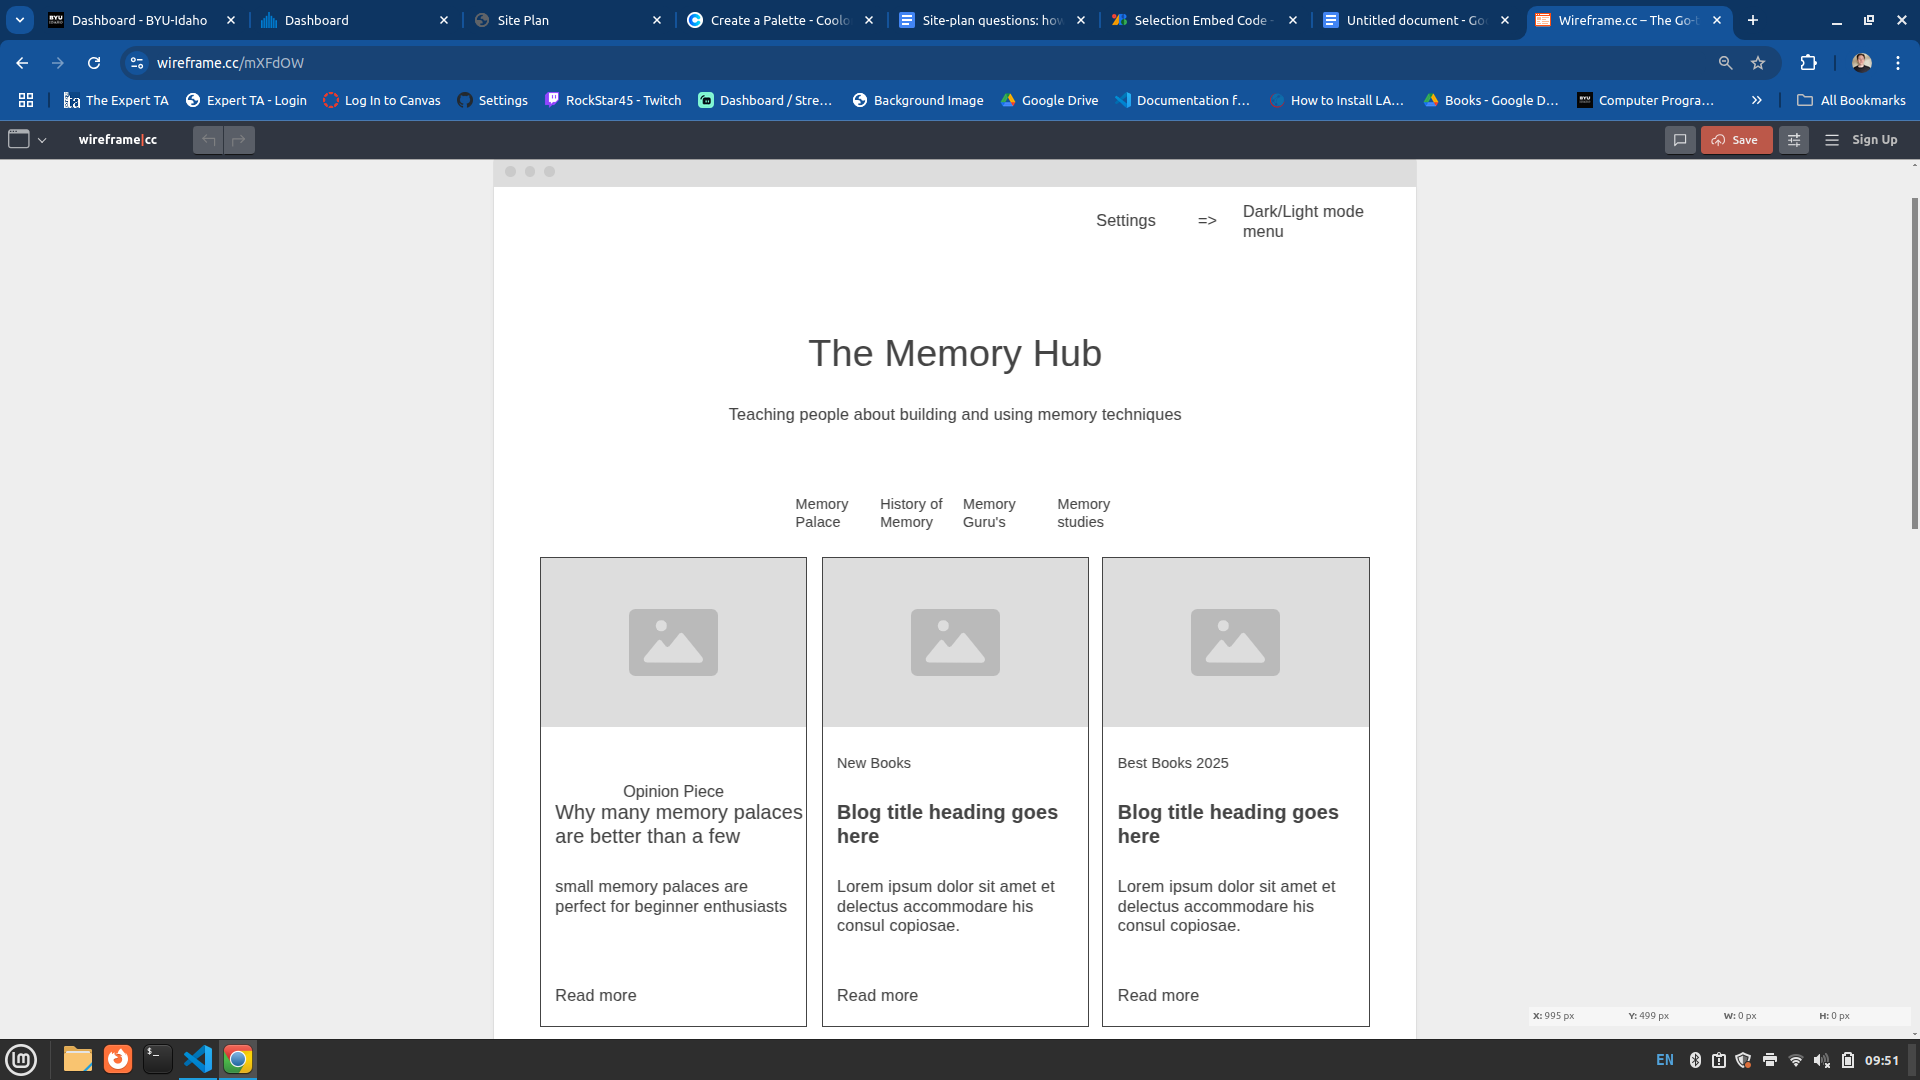 Dashboard - BYU-Idaho
Dashboard
Site Plan
Create a Palette - Coolo
Site-plan questions: how
Selection Embed Code -
Untitled document - Goo
Wireframe.cc – The Go-t
wireframe.cc/mXFdOW
The Expert TA
Expert TA - Login
Log In to Canvas
Settings
RockStar45 - Twitch
Dashboard / Stre...
Background Image
Google Drive
Documentation f...
How to Install LA...
Books - Google D...
Computer Progra...
All Bookmarks
wireframe|cc
Save
Sign Up
Settings
=>
Dark/Light mode
menu
The Memory Hub
Teaching people about building and using memory techniques
Memory
Palace
History of
Memory
Memory
Guru's
Memory
studies
Opinion Piece
Why many memory palaces
are better than a few
small memory palaces are
perfect for beginner enthusiasts
Read more
New Books
Blog title heading goes
here
Lorem ipsum dolor sit amet et
delectus accommodare his
consul copiosae.
Read more
Best Books 2025
Blog title heading goes
here
Lorem ipsum dolor sit amet et
delectus accommodare his
consul copiosae.
Read more
X: 995 px
Y: 499 px
W: 0 px
H: 0 px
EN
09:51